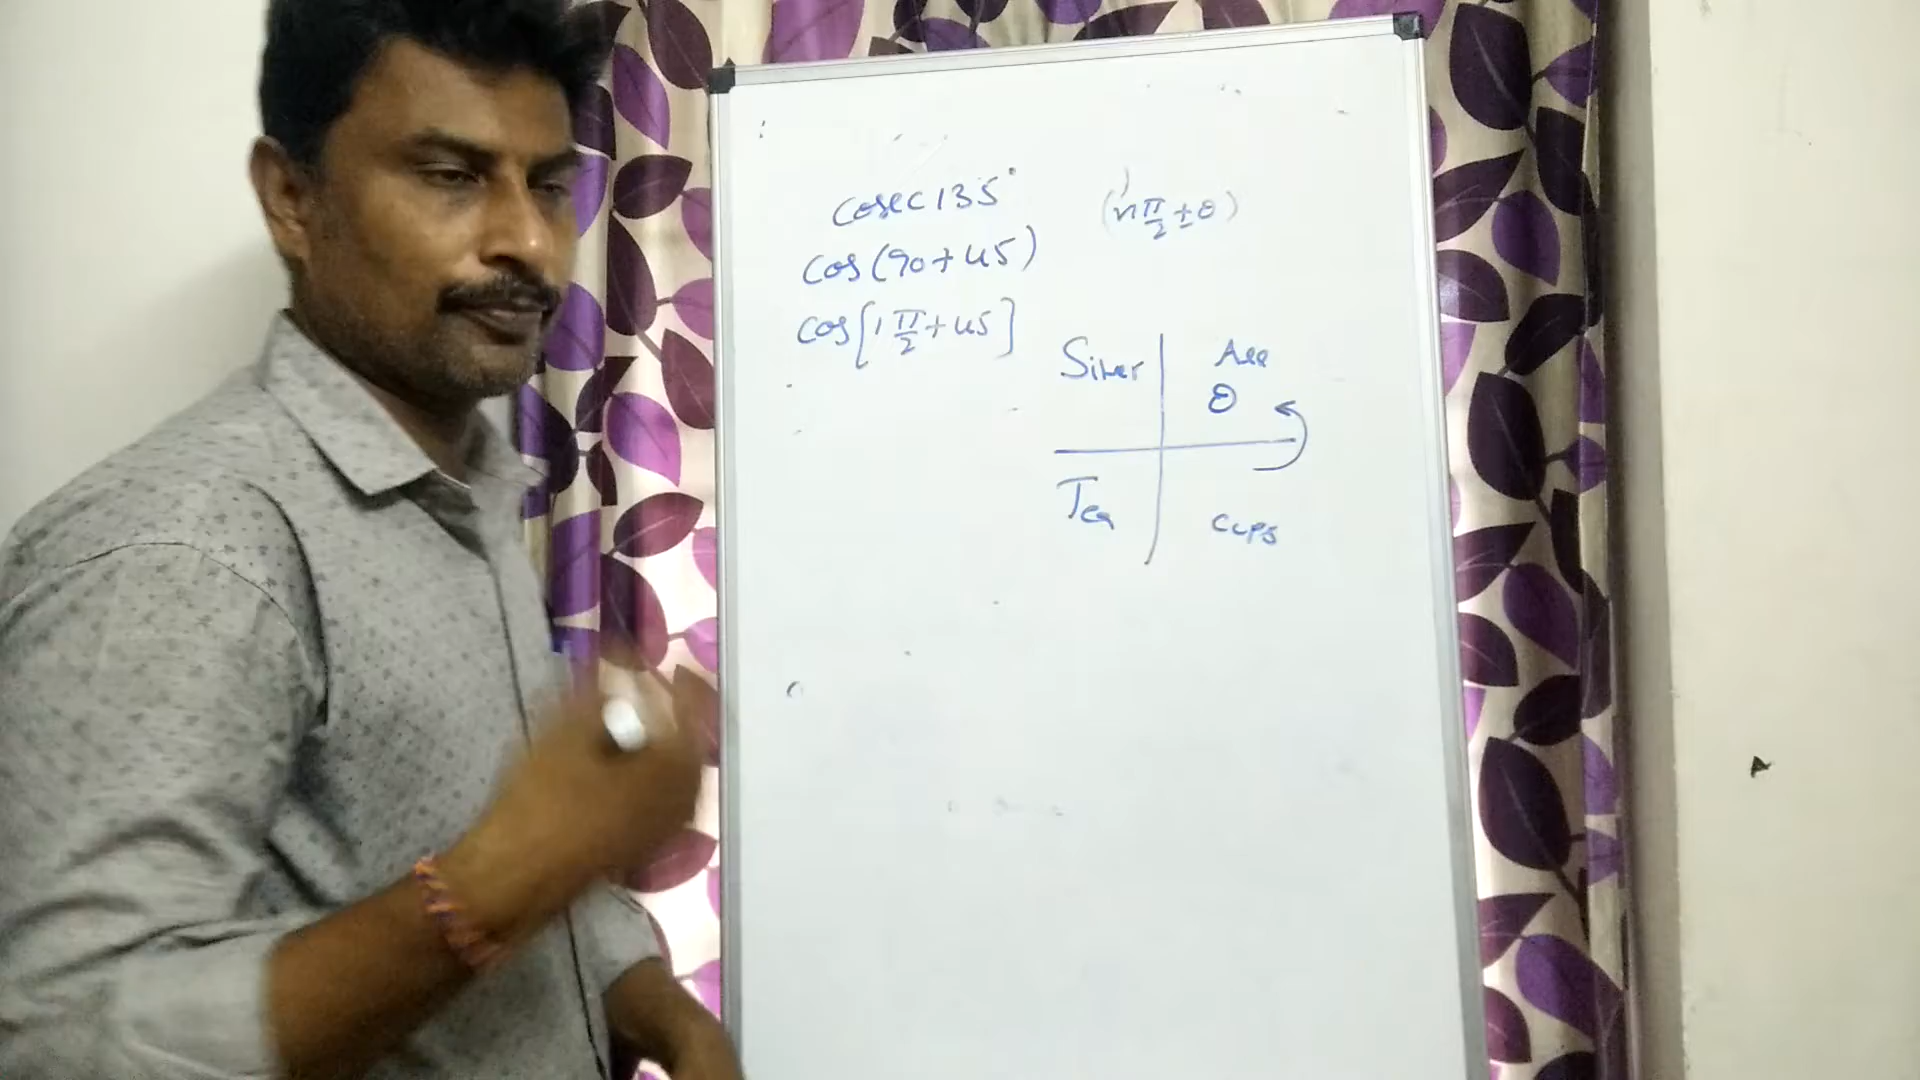 cosec 135°
(nπ/2 ± θ)
cos(90+45)
cos[1 π/2 + 45]
Silver All
θ
Tea Cups